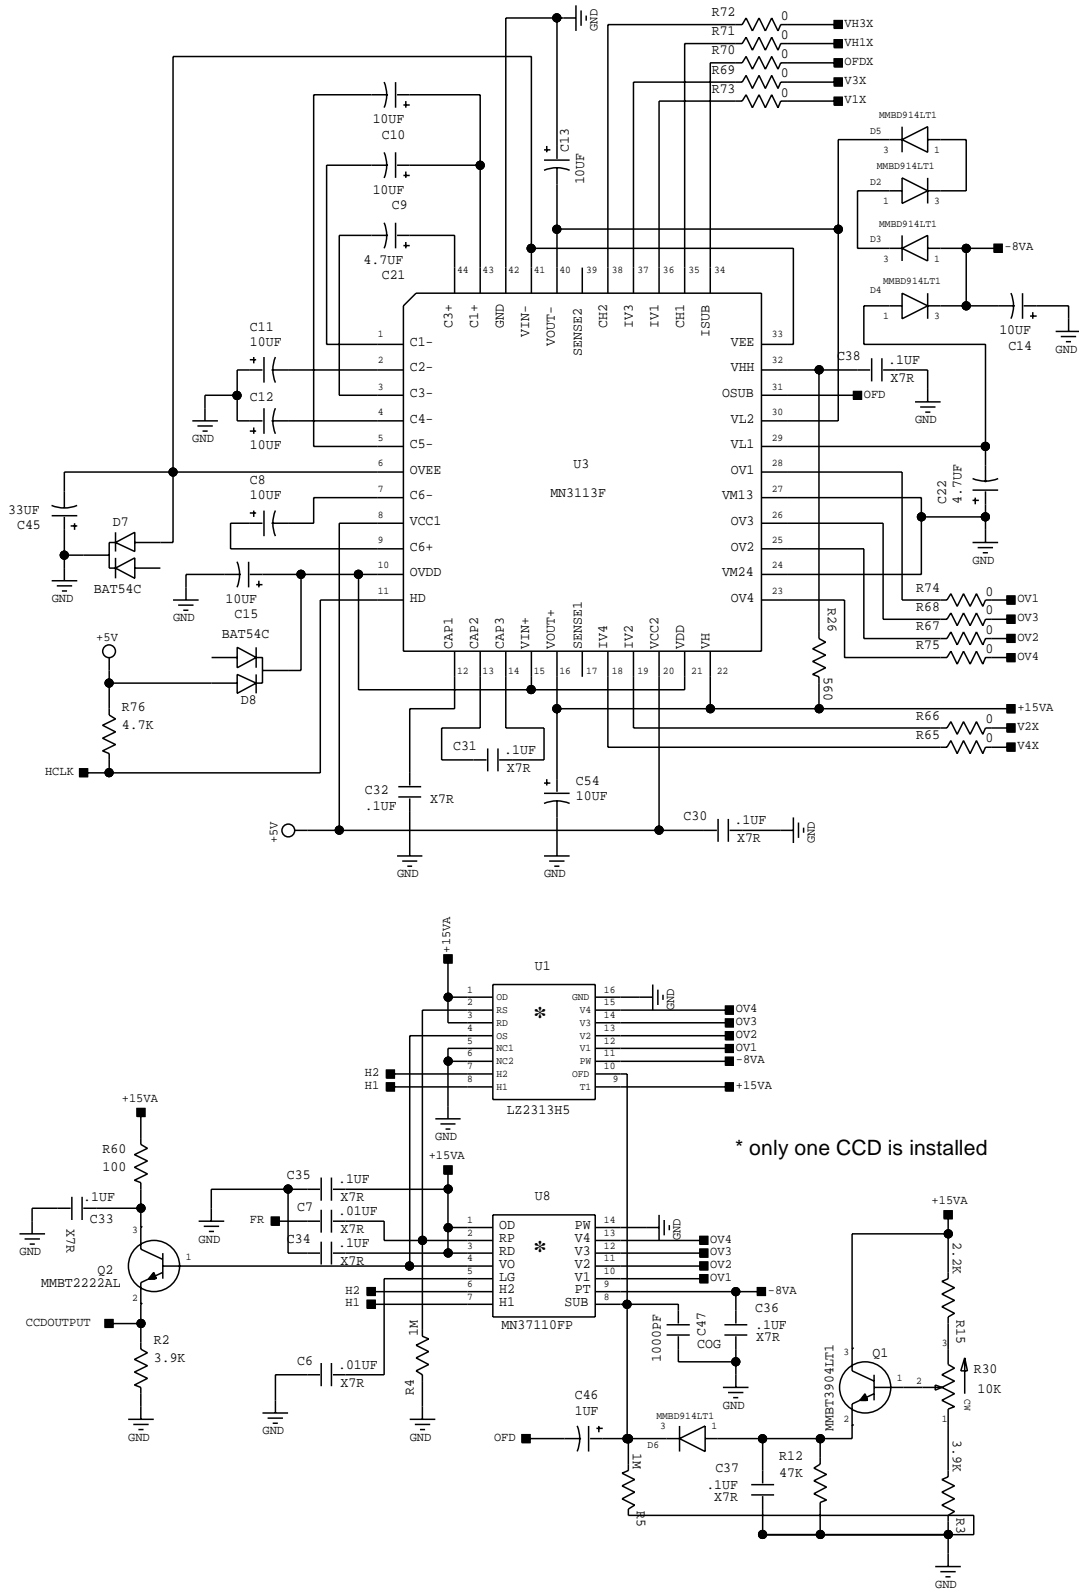 R72 0 VH3X
R71 0 VH1X
R70 0 OFDX
R69 0 V3X
R73 0 V1X
GND
10UF
C10
10UF
C9
4.7UF
C21
C13
10UF
MMBD914LT1
D5
3 1
MMBD914LT1
D2
1 3
MMBD914LT1
D3
3 1
-8VA
MMBD914LT1
D4
1 3
10UF
C14
GND
44 43 42 41 40 39 38 37 36 35 34
C3+ C1+ GND VIN- VOUT- SENSE2 CH2 IV3 IV1 CH1 ISUB
1 C1-
2 C2-
3 C3-
4 C4-
5 C5-
6 OVEE
7 C6-
8 VCC1
9 C6+
10 OVDD
11 HD
U3
MN3113F
VEE 33
VHH 32
OSUB 31
VL2 30
VL1 29
OV1 28
VM13 27
OV3 26
OV2 25
VM24 24
OV4 23
CAP1 CAP2 CAP3 VIN+ VOUT+ SENSE1 IV4 IV2 VCC2 VDD VH
12 13 14 15 16 17 18 19 20 21 22
C11
10UF
C12
10UF
GND
C8
10UF
33UF
C45
D7
BAT54C
GND
GND
10UF
C15
BAT54C
D8
+5V
R76
4.7K
HCLK
C38
.1UF
X7R
GND
OFD
C22
4.7UF
GND
R74 0 OV1
R68 0 OV3
R67 0 OV2
R75 0 OV4
R26
560
+15VA
R66 0 V2X
R65 0 V4X
C31
.1UF
X7R
C32
.1UF
X7R
GND
C54
10UF
GND
+5V
C30
.1UF
X7R
GND
+15VA
U1
*
1 OD
2 RS
3 RD
4 OS
5 NC1
6 NC2
7 H2
8 H1
GND 16
V4 15
V3 14
V2 13
V1 12
PW 11
OFD 10
T1 9
LZ2313H5
GND
OV4
OV3
OV2
OV1
-8VA
+15VA
H2
H1
GND
* only one CCD is installed
+15VA
R60
100
.1UF
C33
X7R
GND
3
1
2
Q2
MMBT2222AL
CCDOUTPUT
R2
3.9K
GND
+15VA
C35
.1UF
X7R
C7
.01UF
X7R
C34
.1UF
X7R
FR
GND
U8
*
1 OD
2 RP
3 RD
4 VO
5 LG
6 H2
7 H1
PW 14
V4 13
V3 12
V2 11
V1 10
PT 9
SUB 8
MN37110FP
GND
OV4
OV3
OV2
OV1
-8VA
H2
H1
C6
.01UF
X7R
GND
1M
R4
GND
1000PF
C47
COG
C36
.1UF
X7R
GND
+15VA
2.2K
R15
3
R30
10K
CW
2
1
3.9K
R3
GND
MMBT3904LT1
3
Q1
1
2
C46
1UF
OFD
MMBD914LT1
3 1
D6
1M
R5
C37
.1UF
X7R
R12
47K